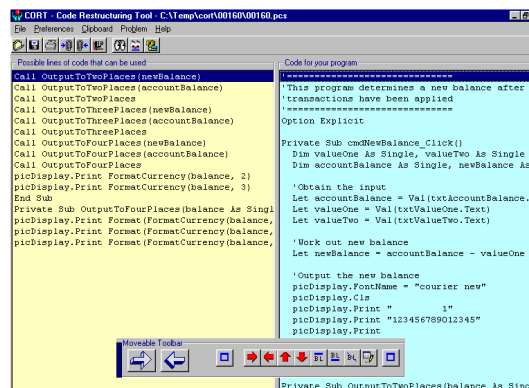 CORT - Code Restructuring Tool - C:\Temp\cort\00160\00160.pcs
File Preferences Clipboard Problem Help
Possible lines of code that can be used
Call OutputToTwoPlaces(newBalance)
Call OutputToTwoPlaces(accountBalance)
Call OutputToTwoPlaces
Call OutputToThreePlaces(newBalance)
Call OutputToThreePlaces(accountBalance)
Call OutputToThreePlaces
Call OutputToFourPlaces(newBalance)
Call OutputToFourPlaces(accountBalance)
Call OutputToFourPlaces
picDisplay.Print FormatCurrency(balance, 2)
picDisplay.Print FormatCurrency(balance, 3)
End Sub
Private Sub OutputToFourPlaces(balance As Singl
picDisplay.Print Format(FormatCurrency(balance,
picDisplay.Print Format(FormatCurrency(balance,
picDisplay.Print Format(FormatCurrency(balance,
Code for your program
'==============================
'This program determines a new balance after
'transactions have been applied
'==============================
Option Explicit
Private Sub cmdNewBalance_Click()
Dim valueOne As Single, valueTwo As Single
Dim accountBalance As Single, newBalance As
'Obtain the input
Let accountBalance = Val(txtAccountBalance.
Let valueOne = Val(txtValueOne.Text)
Let valueTwo = Val(txtValueTwo.Text)
'Work out new balance
Let newBalance = accountBalance - valueOne
'Output the new balance
picDisplay.FontName = "courier new"
picDisplay.Cls
picDisplay.Print "          1"
picDisplay.Print "123456789012345"
picDisplay.Print
Moveable Toolbar
BL BL BL
Private Sub OutputToTwoPlaces(balance As Sing